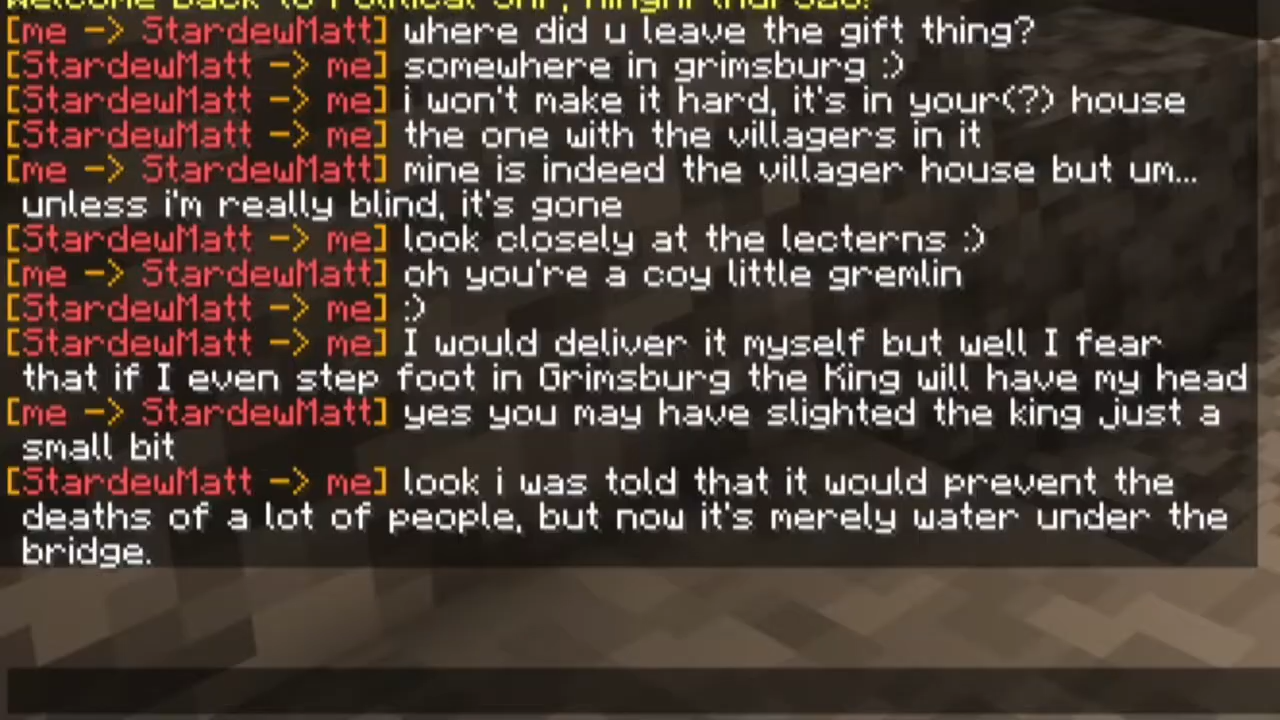 [me -> StardewMatt] where did u leave the gift thing?
[StardewMatt -> me] somewhere in grimsburg :)
[StardewMatt -> me] i won't make it hard, it's in your(?) house
[StardewMatt -> me] the one with the villagers in it
[me -> StardewMatt] mine is indeed the villager house but um...
unless i'm really blind, it's gone
[StardewMatt -> me] look closely at the lecterns :)
[me -> StardewMatt] oh you're a coy little gremlin
[StardewMatt -> me] :)
[StardewMatt -> me] I would deliver it myself but well I fear
that if I even step foot in Grimsburg the King will have my head
[me -> StardewMatt] yes you may have slighted the king just a
small bit
[StardewMatt -> me] look i was told that it would prevent the
deaths of a lot of people, but now it's merely water under the
bridge.